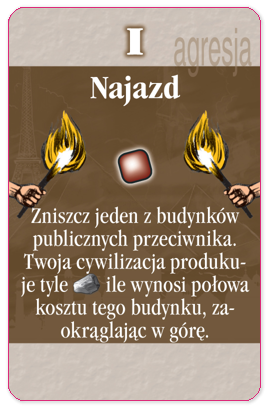 I
agresja
Najazd
Zniszcz jeden z budynków
publicznych przeciwnika.
Twoja cywilizacja produku-
je tyle ile wynosi połowa
kosztu tego budynku, za-
okrąglając w górę.